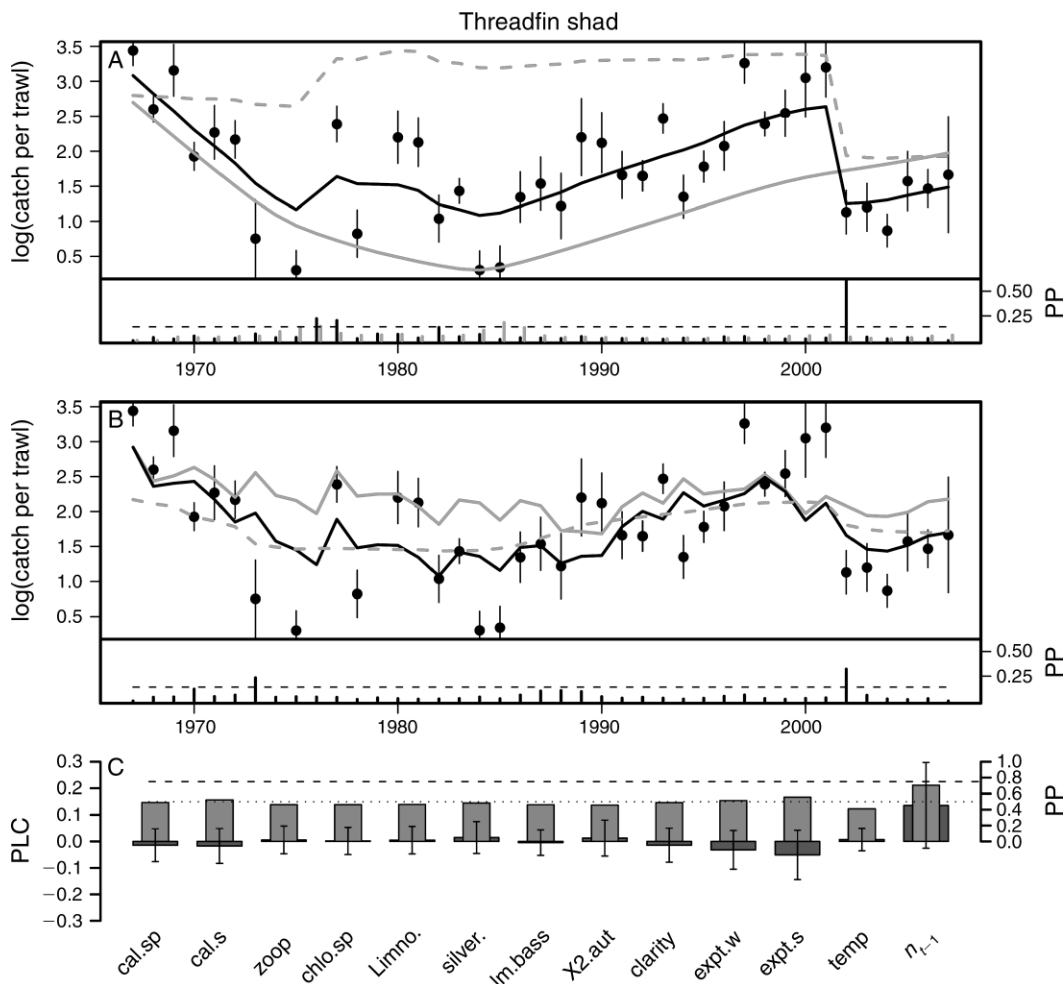 Threadfin shad
A
log(catch per trawl)
3.5
3.0
2.5
2.0
1.5
1.0
0.5
0.50
0.25
PP
1970
1980
1990
2000
B
log(catch per trawl)
3.5
3.0
2.5
2.0
1.5
1.0
0.5
0.50
0.25
PP
1970
1980
1990
2000
C
PLC
0.3
0.2
0.1
0.0
−0.1
−0.2
−0.3
1.0
0.8
0.6
0.4
0.2
0.0
PP
cal.sp
cal.s
zoop
chlo.sp
Limno.
silver.
lm.bass
X2.aut
clarity
expt.w
expt.s
temp
n_{t−1}